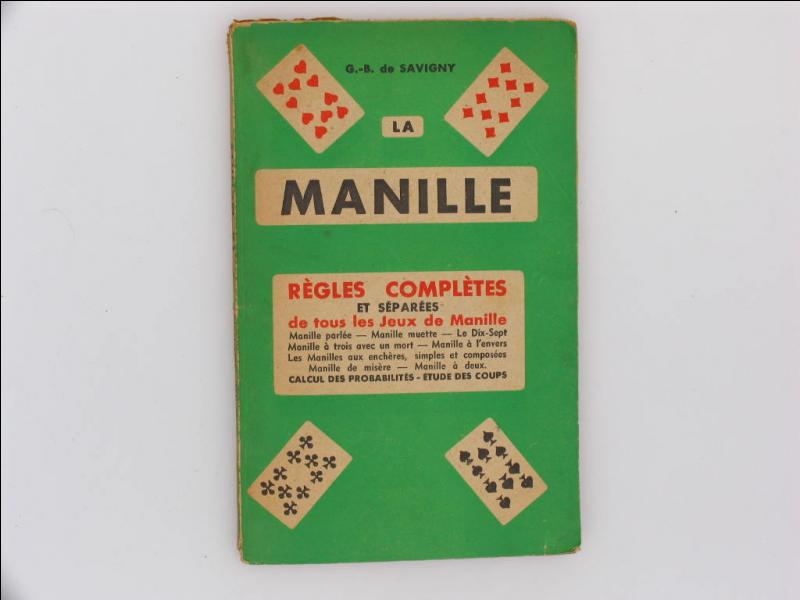 G.-B. de SAVIGNY
LA
MANILLE
RÈGLES COMPLÈTES
ET SÉPARÉES
de tous les Jeux de Manille
Manille parlée — Manille muette — Le Dix-Sept
Manille à trois avec un mort — Manille à l'envers
Les Manilles aux enchères, simples et composées
Manille de misère — Manille à deux.
CALCUL DES PROBABILITÉS - ÉTUDE DES COUPS